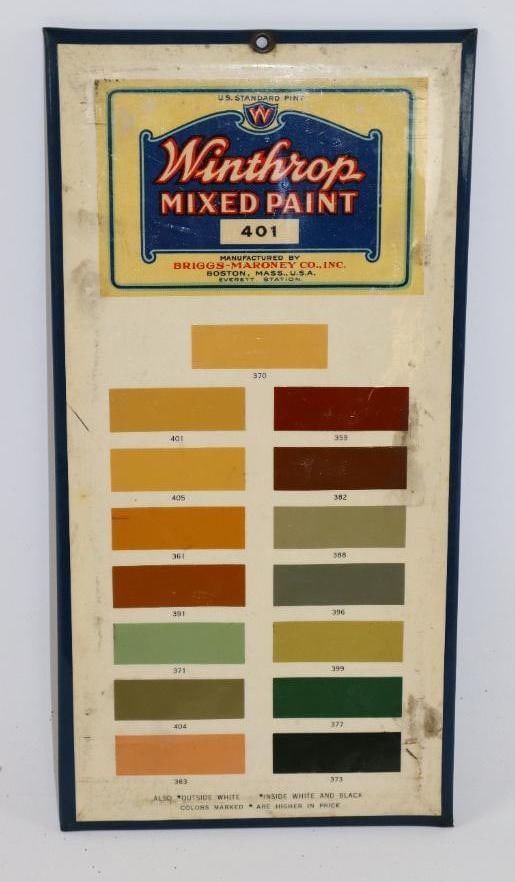 U.S. STANDARD PINT
W
Winthrop
MIXED PAINT
401
MANUFACTURED BY
BRIGGS-MARONEY CO., INC.
BOSTON, MASS., U.S.A.
EVERETT STATION.
370
401 353
405 382
361 388
391 396
371 399
404 377
363 373
ALSO *OUTSIDE WHITE *INSIDE WHITE AND BLACK
COLORS MARKED * ARE HIGHER IN PRICE